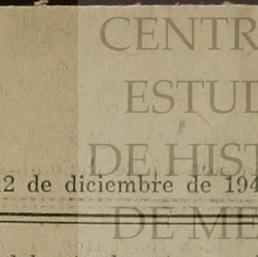 CENTR
ESTUD
DE HIST
2 de diciembre de 194
DE ME